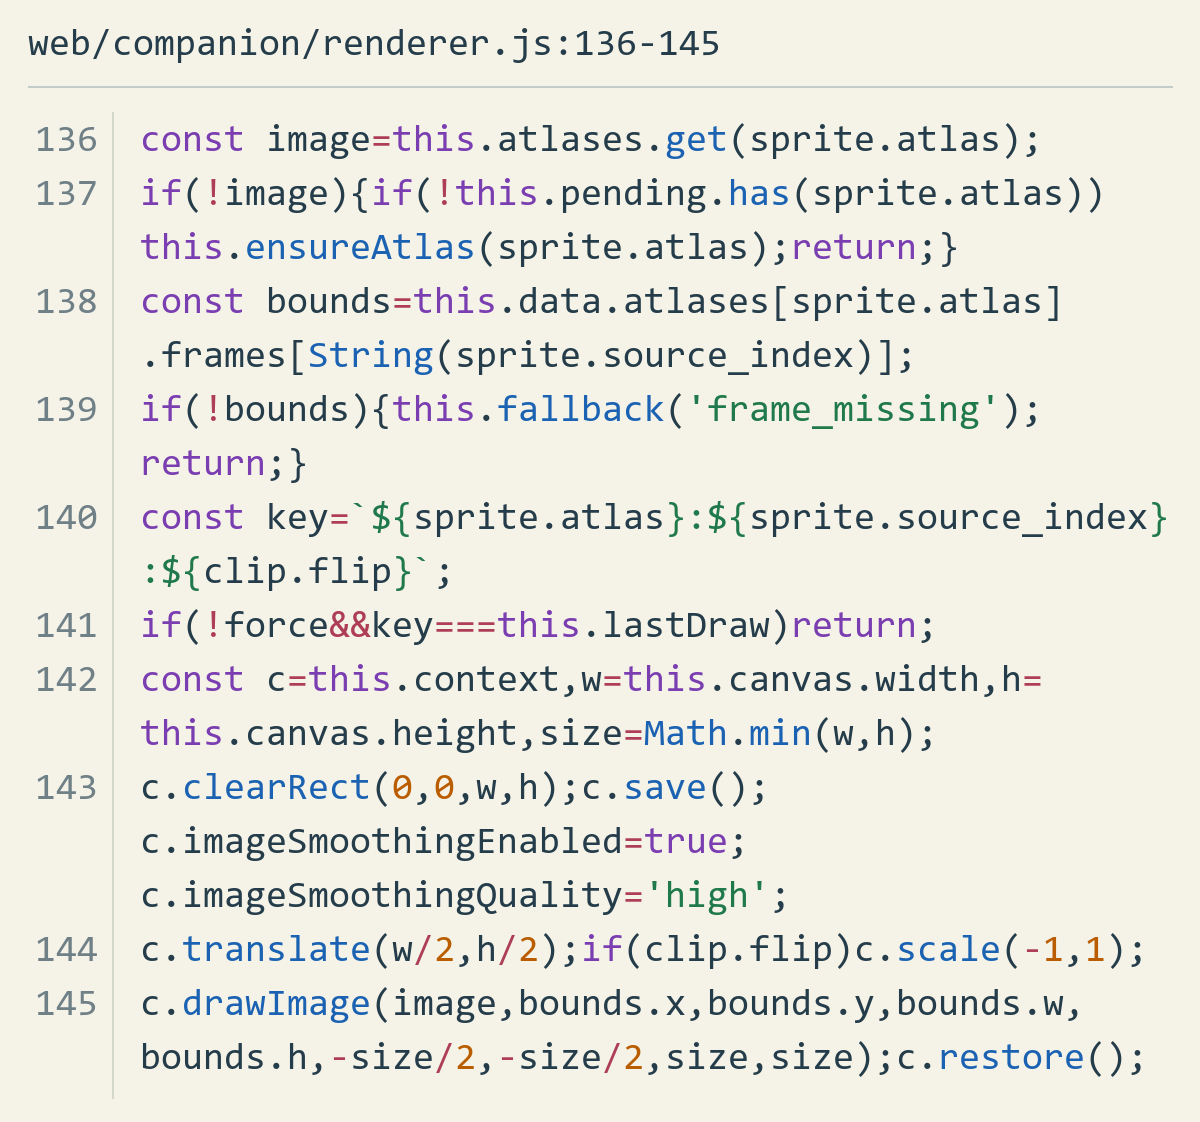 web/companion/renderer.js:136-145
136 const image=this.atlases.get(sprite.atlas);
137 if(!image){if(!this.pending.has(sprite.atlas))
this.ensureAtlas(sprite.atlas);return;}
138 const bounds=this.data.atlases[sprite.atlas]
.frames[String(sprite.source_index)];
139 if(!bounds){this.fallback('frame_missing');
return;}
140 const key=`${sprite.atlas}:${sprite.source_index}
:${clip.flip}`;
141 if(!force&&key===this.lastDraw)return;
142 const c=this.context,w=this.canvas.width,h=
this.canvas.height,size=Math.min(w,h);
143 c.clearRect(0,0,w,h);c.save();
c.imageSmoothingEnabled=true;
c.imageSmoothingQuality='high';
144 c.translate(w/2,h/2);if(clip.flip)c.scale(-1,1);
145 c.drawImage(image,bounds.x,bounds.y,bounds.w,
bounds.h,-size/2,-size/2,size,size);c.restore();